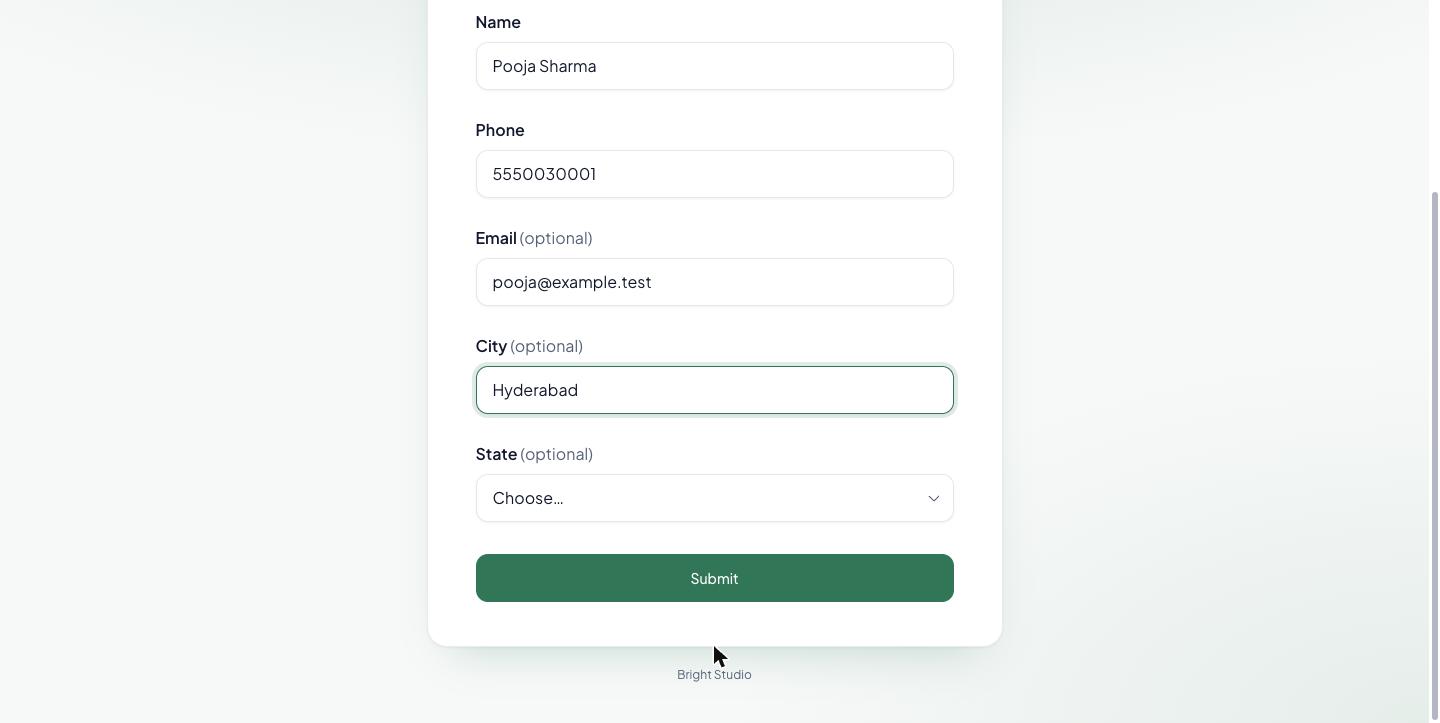 Name
Pooja Sharma
Phone
5550030001
Email (optional)
pooja@example.test
City (optional)
Hyderabad
State (optional)
Choose…
Submit
Bright Studio